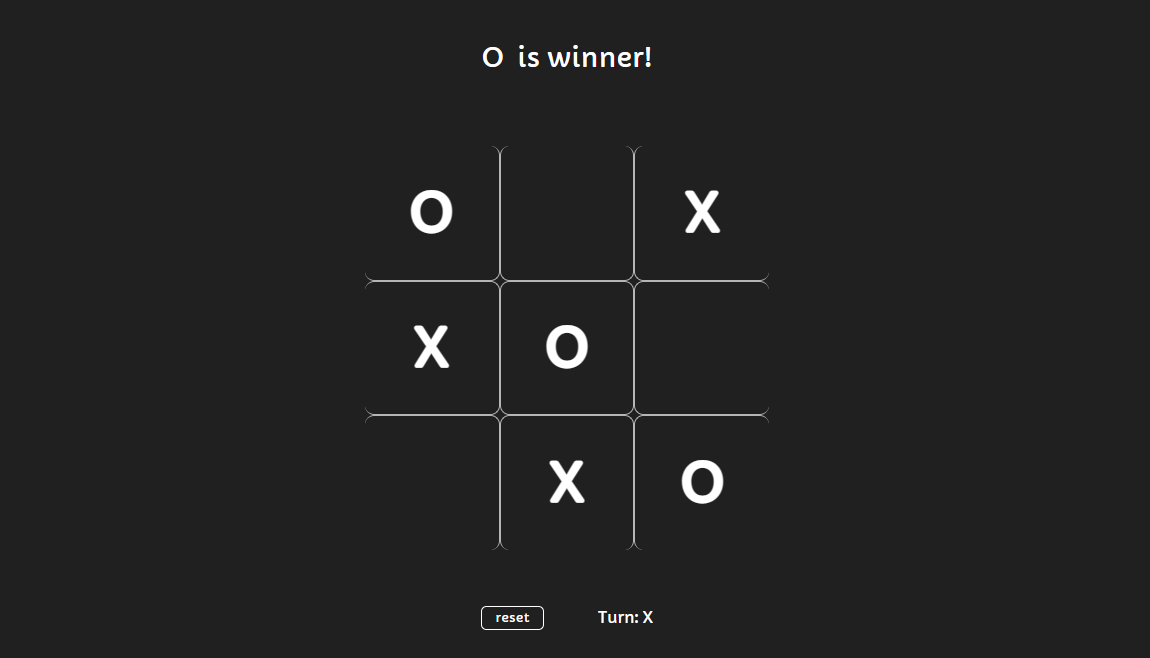 O is winner!
O X
X O
X O
reset Turn: X